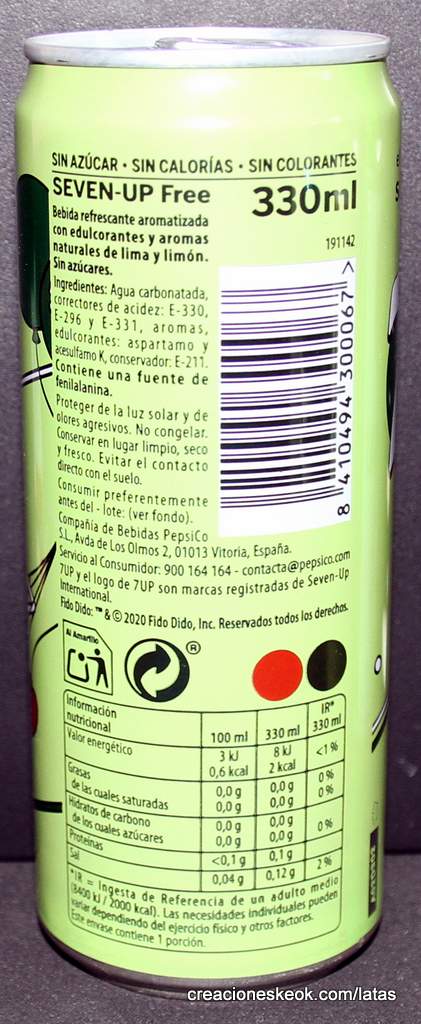 SIN AZÚCAR • SIN CALORÍAS • SIN COLORANTES
SEVEN-UP Free 330ml
Bebida refrescante aromatizada
con edulcorantes y aromas
naturales de lima y limón.
Sin azúcares.
191142
Ingredientes: Agua carbonatada,
correctores de acidez: E-330,
E-296 y E-331, aromas,
edulcorantes: aspartamo y
acesulfamo K, conservador: E-211.
Contiene una fuente de
fenilalanina.
Proteger de la luz solar y de
olores agresivos. No congelar.
Conservar en lugar limpio, seco
y fresco. Evitar el contacto
directo con el suelo.
Consumir preferentemente
antes del - lote: (ver fondo).
8 410494 300067 >
Compañía de Bebidas PepsiCo
S.L., Avda de Los Olmos 2, 01013 Vitoria, España.
Servicio al Consumidor: 900 164 164 - contacta@pepsico.com
7UP y el logo de 7UP son marcas registradas de Seven-Up
International.
Fido Dido: ™ & © 2020 Fido Dido, Inc. Reservados todos los derechos.
Al Amarillo
®
Información
nutricional 100 ml 330 ml IR* 330 ml
Valor energético 3 kJ 8 kJ <1%
0,6 kcal 2 kcal
Grasas 0,0 g 0,0 g 0%
de las cuales saturadas 0,0 g 0,0 g 0%
Hidratos de carbono 0,0 g 0,0 g
de los cuales azúcares 0,0 g 0,0 g 0%
Proteínas <0,1 g 0,1 g
Sal 0,04 g 0,12 g 2%
*IR = Ingesta de Referencia de un adulto medio
(8400 kJ / 2000 kcal). Las necesidades individuales pueden
variar dependiendo del ejercicio físico y otros factores.
Este envase contiene 1 porción.
creacioneskeok.com/latas